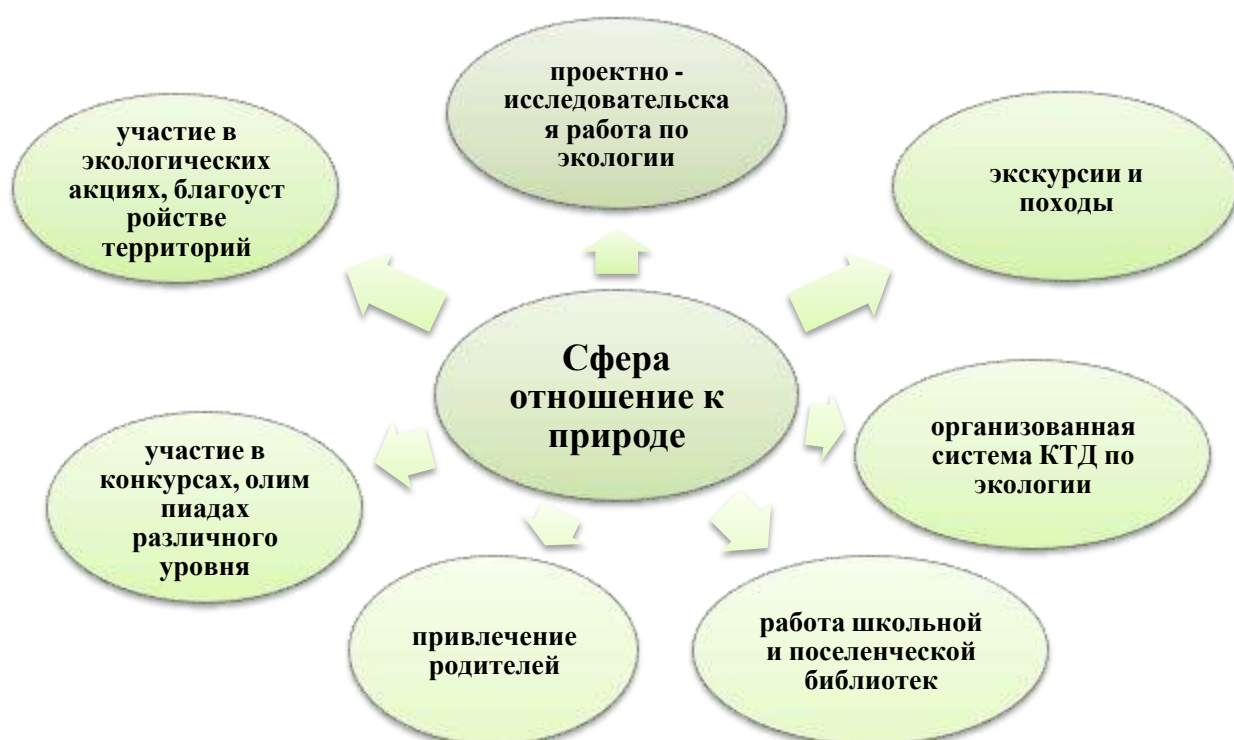 проектно -
исследовательска
я работа по
экологии
участие в
экологических
акциях, благоуст
ройстве
территорий
экскурсии и
походы
Сфера
отношение к
природе
организованная
система КТД по
экологии
участие в
конкурсах, олим
пиадах
различного
уровня
привлечение
родителей
работа школьной
и поселенческой
библиотек